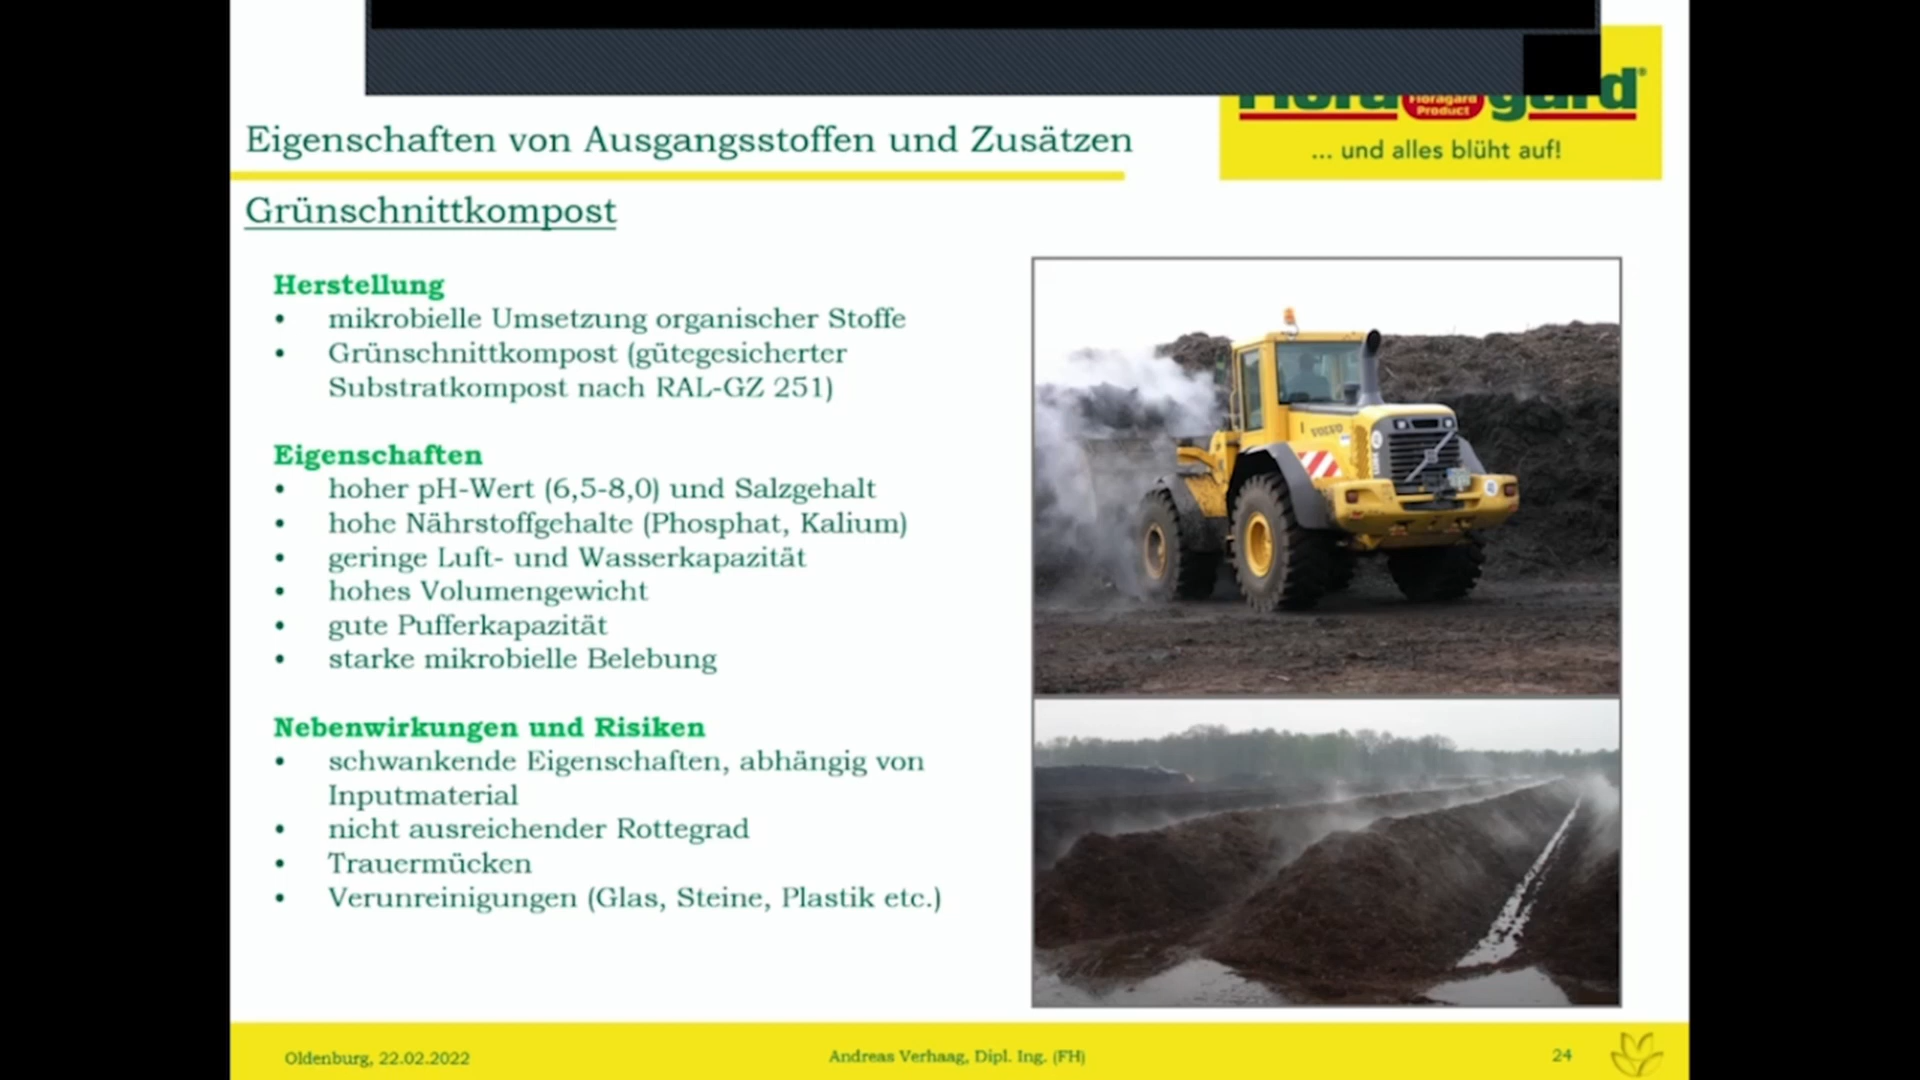 Floragard
Product
... und alles blüht auf!
Eigenschaften von Ausgangsstoffen und Zusätzen
Grünschnittkompost
Herstellung
• mikrobielle Umsetzung organischer Stoffe
• Grünschnittkompost (gütegesicherter
Substratkompost nach RAL-GZ 251)
Eigenschaften
• hoher pH-Wert (6,5-8,0) und Salzgehalt
• hohe Nährstoffgehalte (Phosphat, Kalium)
• geringe Luft- und Wasserkapazität
• hohes Volumengewicht
• gute Pufferkapazität
• starke mikrobielle Belebung
Nebenwirkungen und Risiken
• schwankende Eigenschaften, abhängig von
Inputmaterial
• nicht ausreichender Rottegrad
• Trauermücken
• Verunreinigungen (Glas, Steine, Plastik etc.)
VOLVO
Oldenburg, 22.02.2022
Andreas Verhaag, Dipl. Ing. (FH)
24